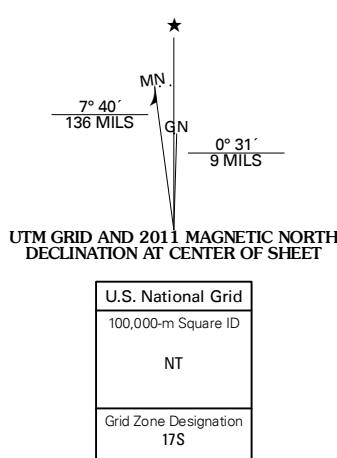 ★
MN
7° 40´
136 MILS
GN
0° 31´
9 MILS
UTM GRID AND 2011 MAGNETIC NORTH
DECLINATION AT CENTER OF SHEET
U.S. National Grid
100,000-m Square ID
NT
Grid Zone Designation
17S